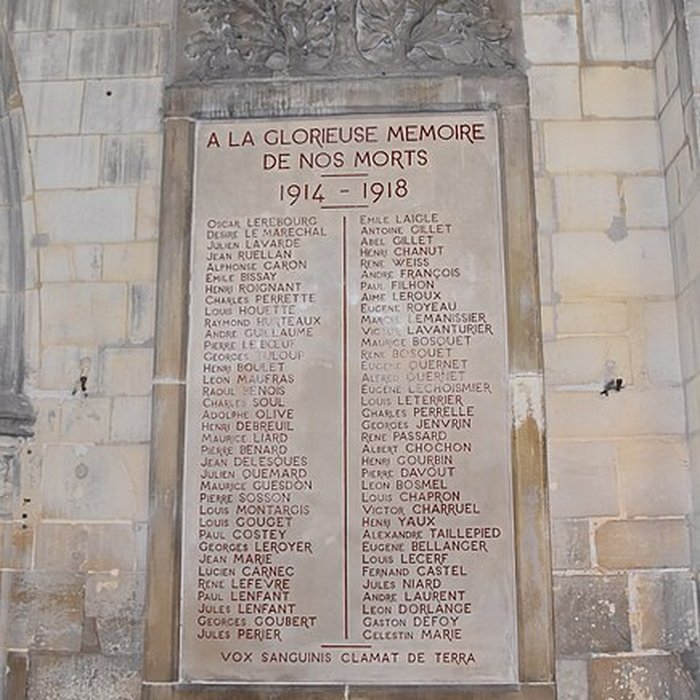 A LA GLORIEUSE MEMOIRE
DE NOS MORTS
1914 - 1918
OSCAR LEREBOURG
DESIRE LE MARECHAL
JULIEN LAVARDE
JEAN RUELLAN
ALPHONSE CARON
EMILE BISSAY
HENRI ROIGNANT
CHARLES PERRETTE
LOUIS HOUETTE
RAYMOND HURTEAUX
ANDRE GUILLAUME
PIERRE LE BŒUF
GEORGES TULOUP
HENRI BOULET
LEON MAUFRAS
RAOUL BENOIS
CHARLES SOUL
ADOLPHE OLIVE
HENRI DEBREUIL
MAURICE LIARD
PIERRE BENARD
JEAN DELESQUES
JULIEN OUEMARD
MAURICE GUESDON
PIERRE SOSSON
LOUIS MONTARGIS
LOUIS GOUGET
PAUL COSTEY
GEORGES LEROYER
JEAN MARIE
LUCIEN CARNEC
RENE LEFEVRE
PAUL LENFANT
JULES LENFANT
GEORGES GOUBERT
JULES PERIER
EMILE LAIGLE
ANTOINE GILLET
ABEL GILLET
HENRI CHANUT
RENE WEISS
ANDRE FRANÇOIS
PAUL FILHON
AIME LEROUX
EUGENE ROYEAU
MARCEL LEMANISSIER
VICTOR LAVANTURIER
MAURICE BOSQUET
RENE BOSQUET
EUGENE QUERNET
ALFRED QUERNET
EUGENE LECHOISMIER
LOUIS LETERRIER
CHARLES PERRELLE
GEORGES JENVRIN
RENE PASSARD
ALBERT CHOCHON
HENRI GOURBIN
PIERRE DAVOUT
LEON BOSMEL
LOUIS CHAPRON
VICTOR CHARRUEL
HENRI YAUX
ALEXANDRE TAILLEPIED
EUGENE BELLANGER
LOUIS LECERF
FERNAND CASTEL
JULES NIARD
ANDRE LAURENT
LEON DORLANGE
GASTON DEFOY
CELESTIN MARIE
VOX SANGUINIS CLAMAT DE TERRA